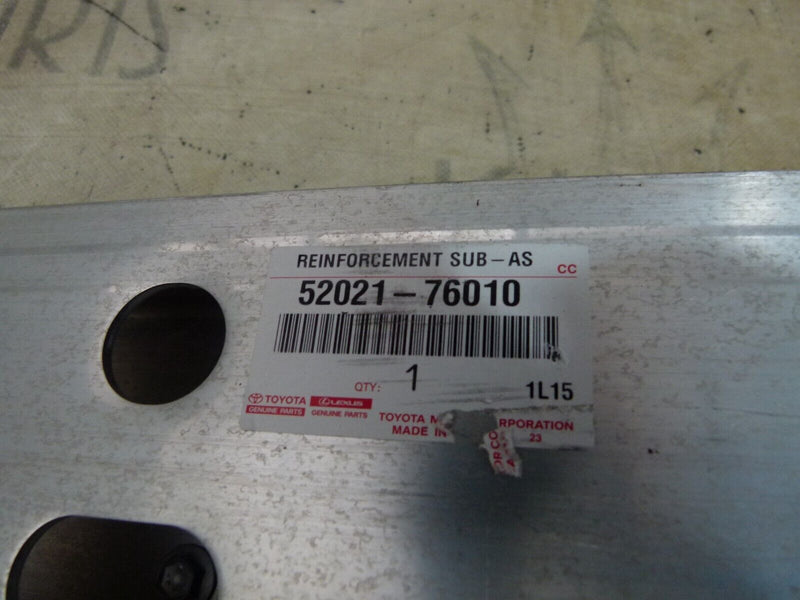 PARTS
REINFORCEMENT SUB-AS
CC
52021-76010
QTY: 1
1L15
TOYOTA LEXUS
GENUINE PARTS GENUINE PARTS
TOYOTA M RPORATION
MADE IN 23